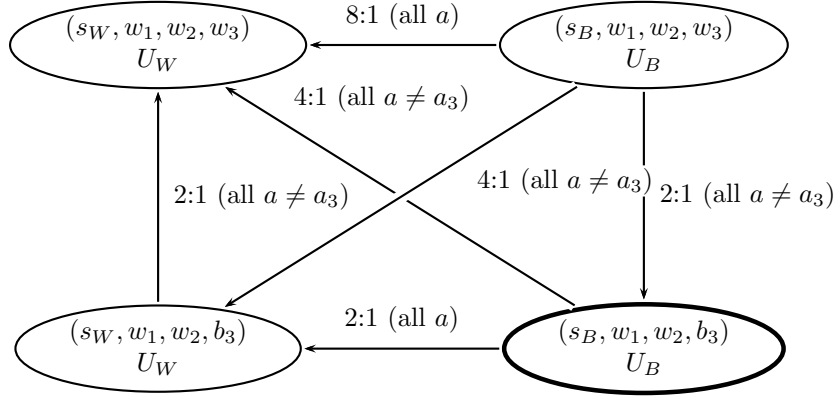 8:1 (all a)
(s_W, w_1, w_2, w_3)
U_W
(s_B, w_1, w_2, w_3)
U_B
4:1 (all a ≠ a_3)
2:1 (all a ≠ a_3)
4:1 (all a ≠ a_3)
2:1 (all a ≠ a_3)
2:1 (all a)
(s_W, w_1, w_2, b_3)
U_W
(s_B, w_1, w_2, b_3)
U_B